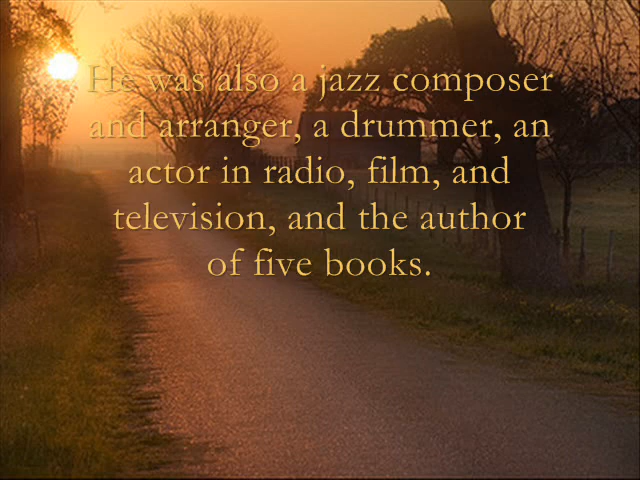 He was also a jazz composer
and arranger, a drummer, an
actor in radio, film, and
television, and the author
of five books.